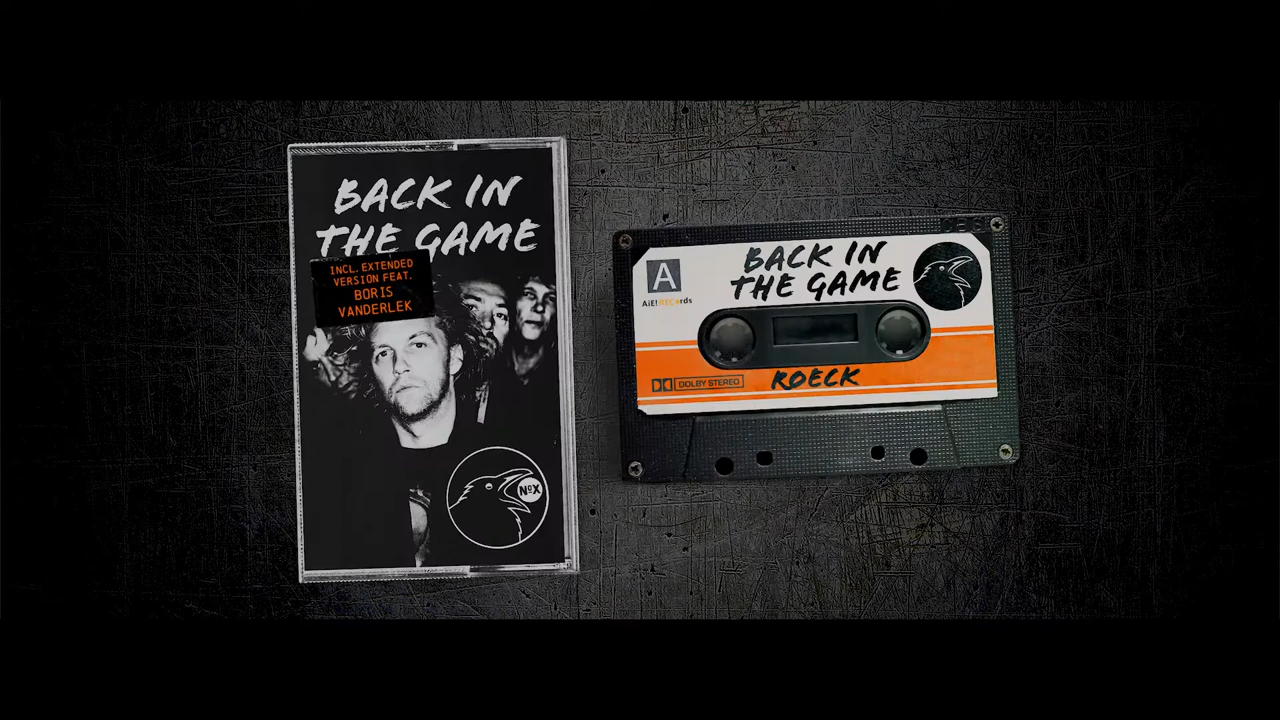 BACK IN
THE GAME
INCL. EXTENDED
VERSION FEAT.
BORIS
VANDERLEK
NºX
A
AiE! RECords
BACK IN
THE GAME
DOLBY STEREO
ROECK